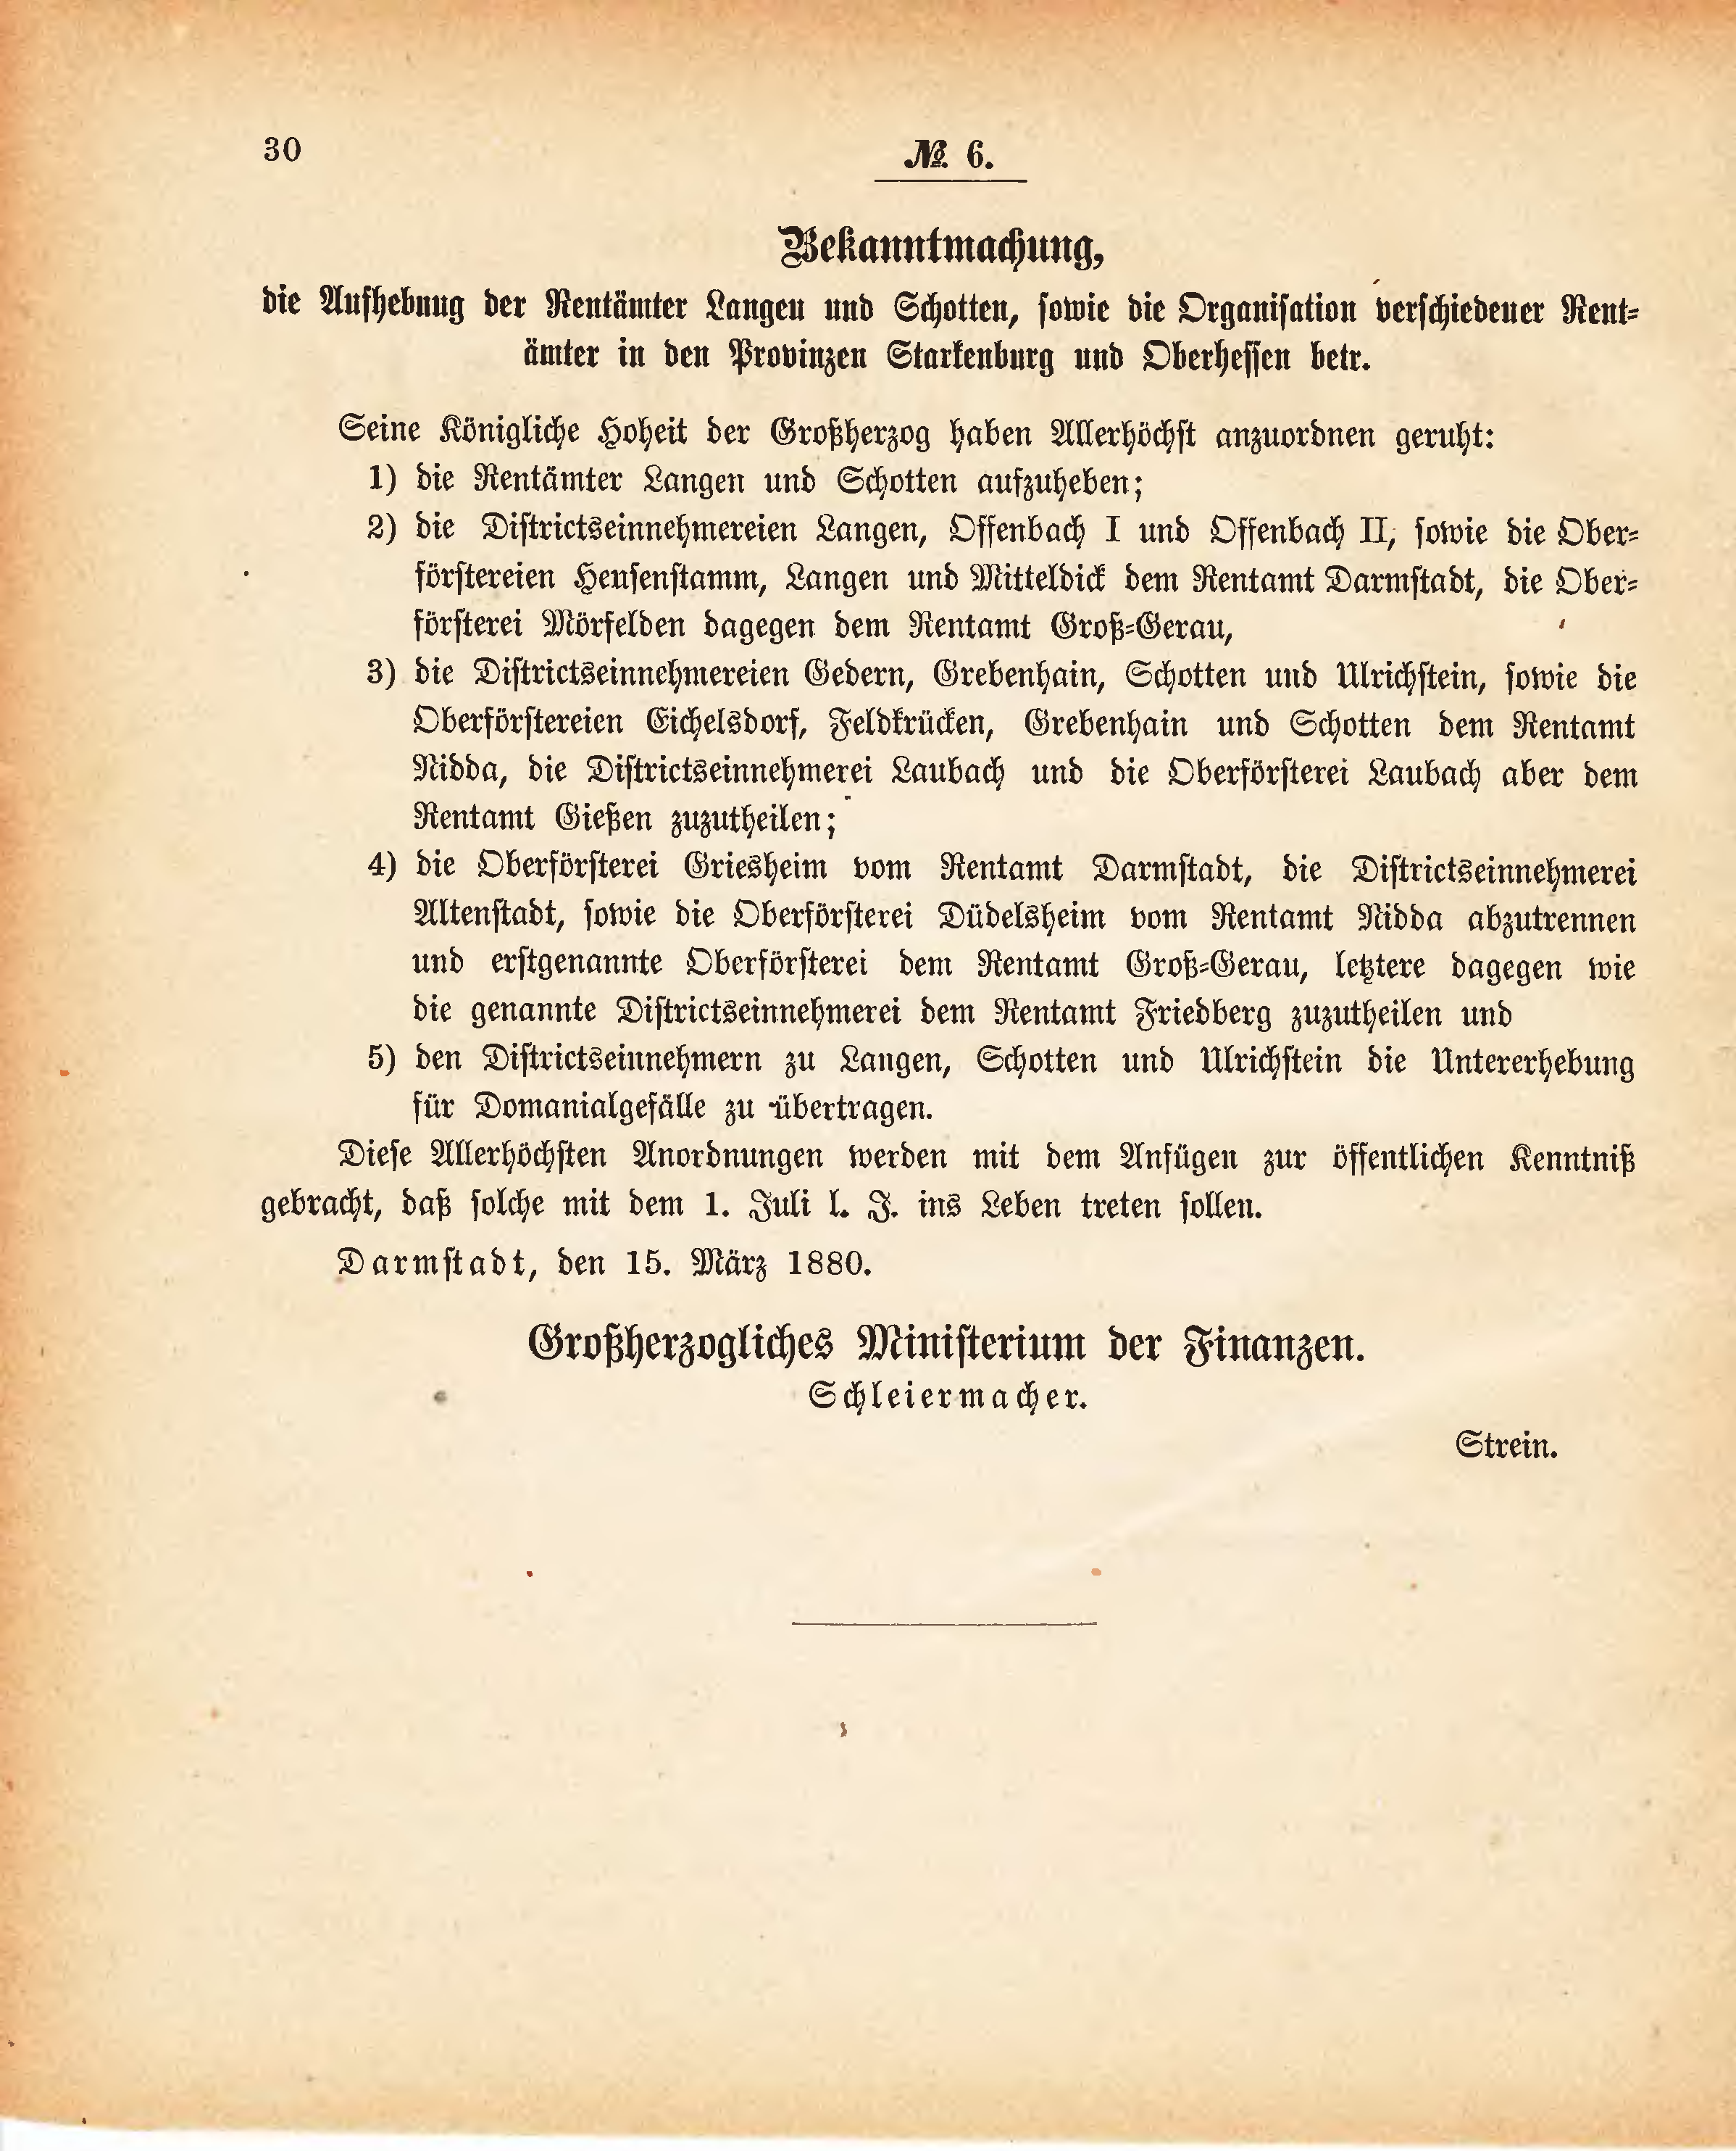 30
№ 6.
Bekanntmachung,
die Aufhebung der Rentämter Langen und Schotten, sowie die Organisation verschiedener Rent-
ämter in den Provinzen Starkenburg und Oberhessen betr.
Seine Königliche Hoheit der Großherzog haben Allerhöchst anzuordnen geruht:
1) die Rentämter Langen und Schotten aufzuheben;
2) die Districtseinnehmereien Langen, Offenbach I und Offenbach II, sowie die Ober-
förstereien Heusenstamm, Langen und Mitteldick dem Rentamt Darmstadt, die Ober-
försterei Mörfelden dagegen dem Rentamt Groß-Gerau,
3) die Districtseinnehmereien Gedern, Grebenhain, Schotten und Ulrichstein, sowie die
Oberförstereien Eichelsdorf, Feldkrücken, Grebenhain und Schotten dem Rentamt
Nidda, die Districtseinnehmerei Laubach und die Oberförsterei Laubach aber dem
Rentamt Gießen zuzutheilen;
4) die Oberförsterei Griesheim vom Rentamt Darmstadt, die Districtseinnehmerei
Altenstadt, sowie die Oberförsterei Düdelsheim vom Rentamt Nidda abzutrennen
und erstgenannte Oberförsterei dem Rentamt Groß-Gerau, letztere dagegen wie
die genannte Districtseinnehmerei dem Rentamt Friedberg zuzutheilen und
5) den Districtseinnehmern zu Langen, Schotten und Ulrichstein die Untererhebung
für Domanialgefälle zu übertragen.
Diese Allerhöchsten Anordnungen werden mit dem Anfügen zur öffentlichen Kenntniß
gebracht, daß solche mit dem 1. Juli l. J. ins Leben treten sollen.
Darmstadt, den 15. März 1880.
Großherzogliches Ministerium der Finanzen.
Schleiermacher.
Strein.